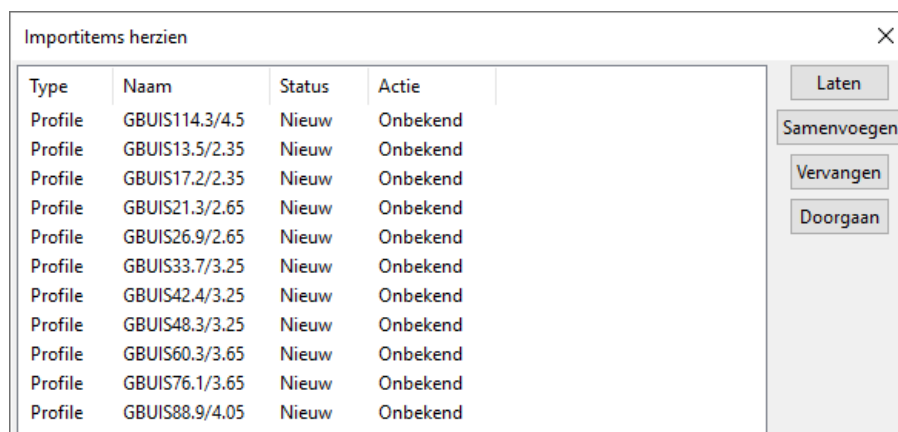 Importitems herzien
Type Naam Status Actie
Profile GBUIS114.3/4.5 Nieuw Onbekend
Profile GBUIS13.5/2.35 Nieuw Onbekend
Profile GBUIS17.2/2.35 Nieuw Onbekend
Profile GBUIS21.3/2.65 Nieuw Onbekend
Profile GBUIS26.9/2.65 Nieuw Onbekend
Profile GBUIS33.7/3.25 Nieuw Onbekend
Profile GBUIS42.4/3.25 Nieuw Onbekend
Profile GBUIS48.3/3.25 Nieuw Onbekend
Profile GBUIS60.3/3.65 Nieuw Onbekend
Profile GBUIS76.1/3.65 Nieuw Onbekend
Profile GBUIS88.9/4.05 Nieuw Onbekend
Laten
Samenvoegen
Vervangen
Doorgaan